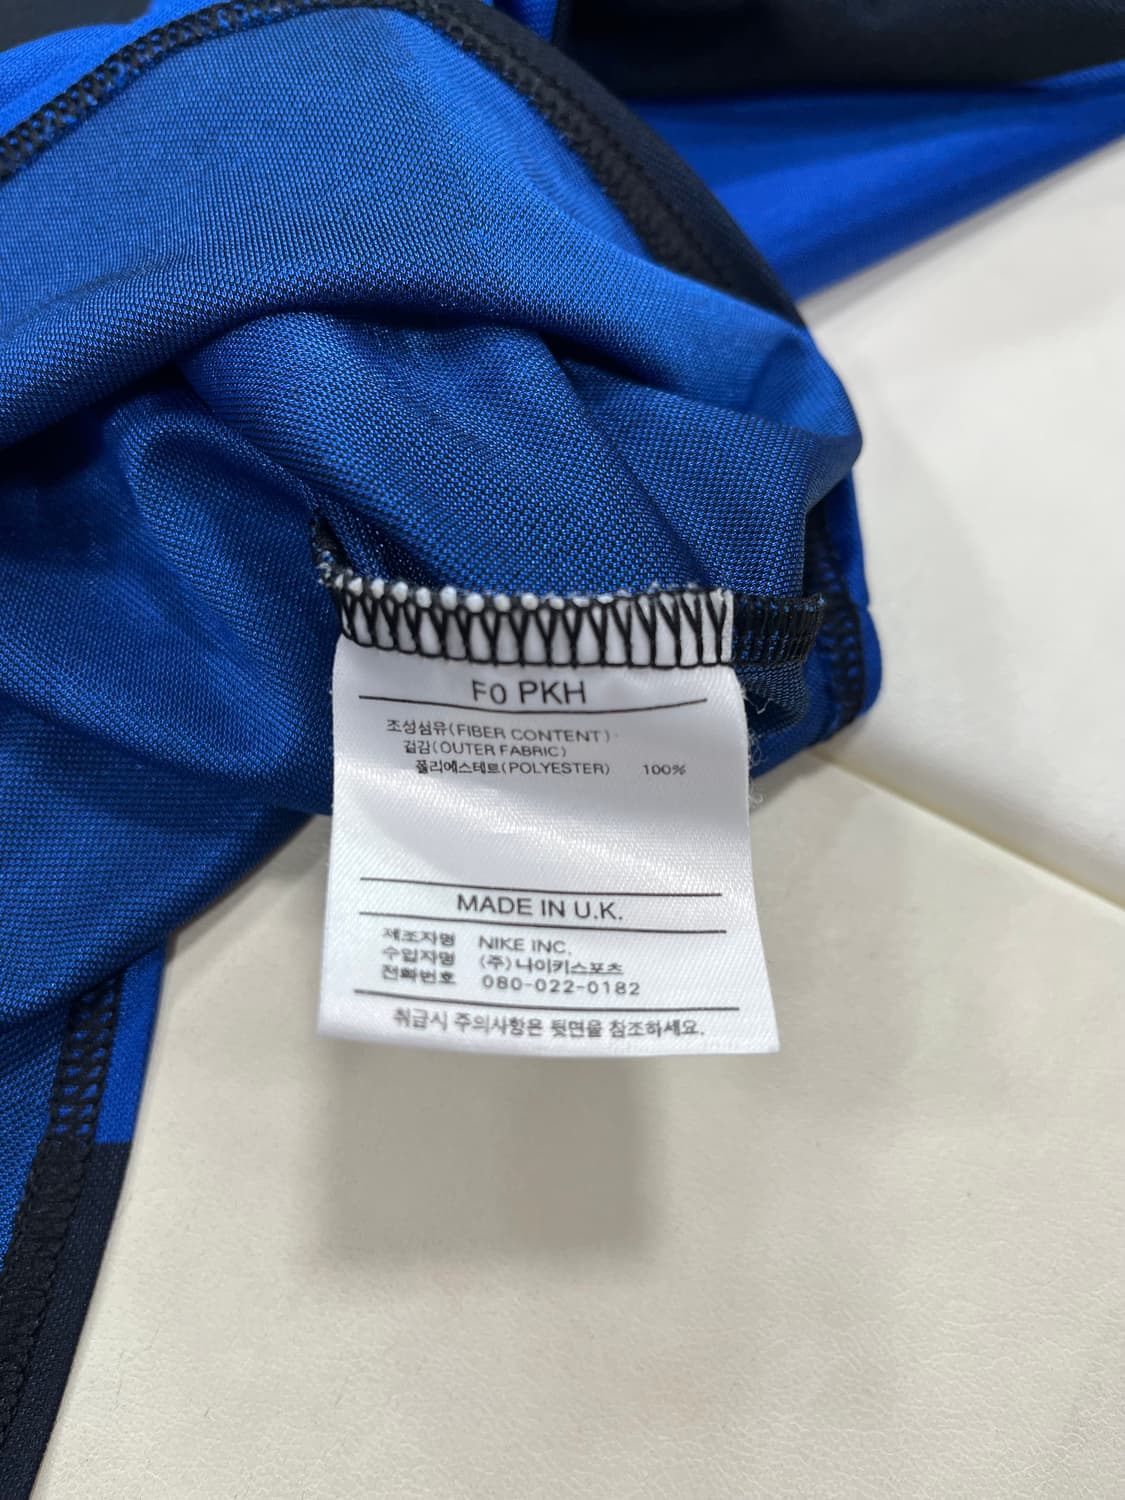 F0 PKH
조성섬유(FIBER CONTENT)
겉감(OUTER FABRIC)
폴리에스테르(POLYESTER) 100%
MADE IN U.K.
제조자명 NIKE INC.
수입자명 (주)나이키스포츠
전화번호 080-022-0182
취급시 주의사항은 뒷면을 참조하세요.